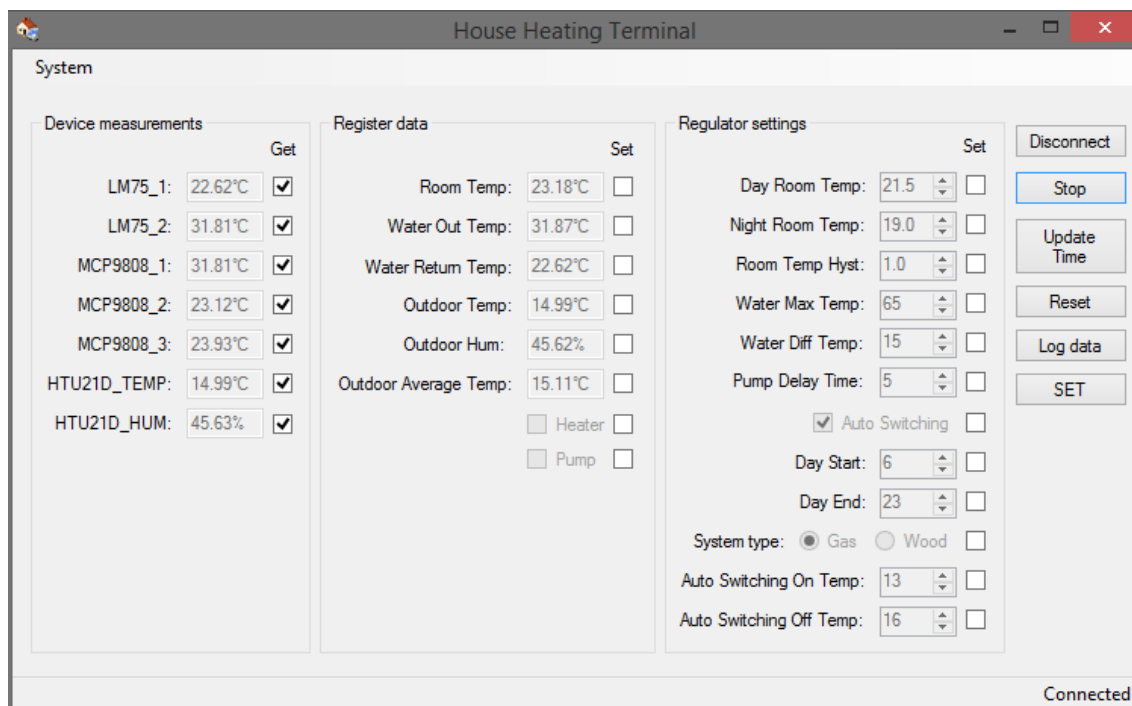 House Heating Terminal
System
Device measurements
Get
LM75_1: 22.62°C
LM75_2: 31.81°C
MCP9808_1: 31.81°C
MCP9808_2: 23.12°C
MCP9808_3: 23.93°C
HTU21D_TEMP: 14.99°C
HTU21D_HUM: 45.63%
Register data
Set
Room Temp: 23.18°C
Water Out Temp: 31.87°C
Water Return Temp: 22.62°C
Outdoor Temp: 14.99°C
Outdoor Hum: 45.62%
Outdoor Average Temp: 15.11°C
Heater
Pump
Regulator settings
Set
Day Room Temp: 21.5
Night Room Temp: 19.0
Room Temp Hyst: 1.0
Water Max Temp: 65
Water Diff Temp: 15
Pump Delay Time: 5
Auto Switching
Day Start: 6
Day End: 23
System type: Gas Wood
Auto Switching On Temp: 13
Auto Switching Off Temp: 16
Disconnect
Stop
Update
Time
Reset
Log data
SET
Connected